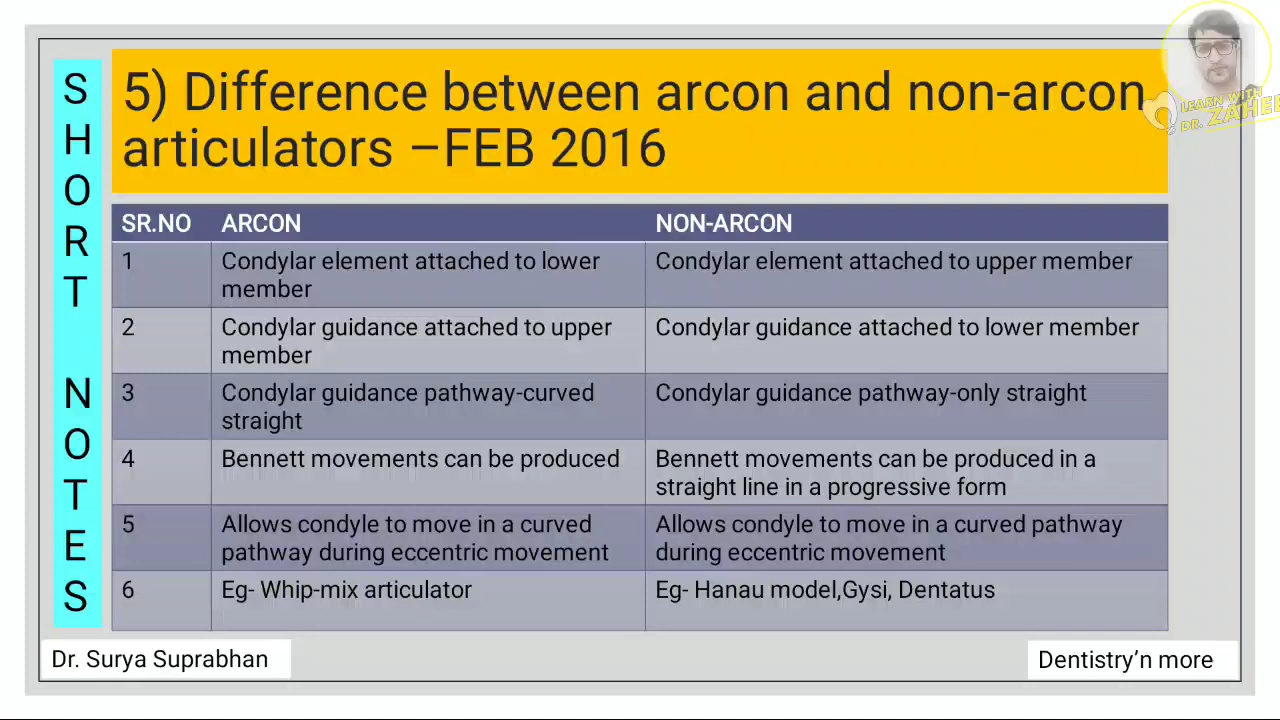 SHORT NOTES
5) Difference between arcon and non-arcon
articulators –FEB 2016
LEARN WITH
DR. ZAHEE
SR.NO ARCON NON-ARCON
1 Condylar element attached to lower Condylar element attached to upper member
member
2 Condylar guidance attached to upper Condylar guidance attached to lower member
member
3 Condylar guidance pathway-curved Condylar guidance pathway-only straight
straight
4 Bennett movements can be produced Bennett movements can be produced in a
straight line in a progressive form
5 Allows condyle to move in a curved Allows condyle to move in a curved pathway
pathway during eccentric movement during eccentric movement
6 Eg- Whip-mix articulator Eg- Hanau model,Gysi, Dentatus
Dr. Surya Suprabhan Dentistry’n more